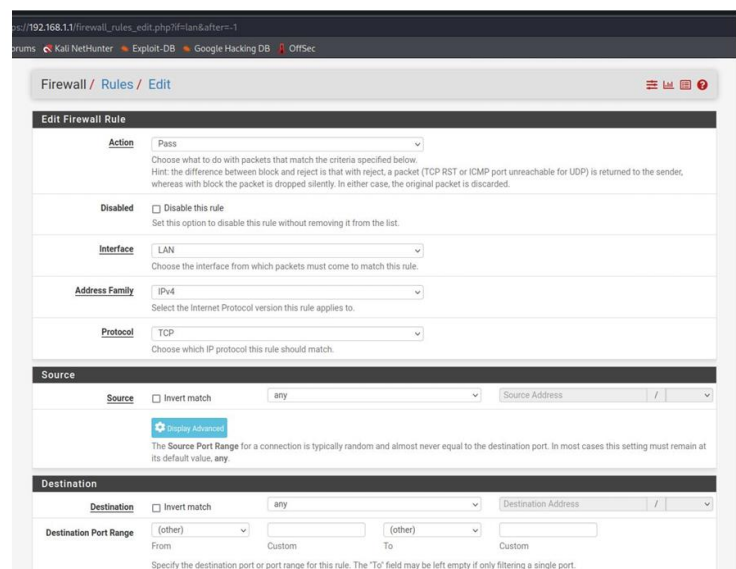 ps://192.168.1.1/firewall_rules_edit.php?if=lan&after=-1
orums Kali NetHunter Exploit-DB Google Hacking DB OffSec
Firewall / Rules / Edit
Edit Firewall Rule
Action Pass
Choose what to do with packets that match the criteria specified below.
Hint: the difference between block and reject is that with reject, a packet (TCP RST or ICMP port unreachable for UDP) is returned to the sender,
whereas with block the packet is dropped silently. In either case, the original packet is discarded.
Disabled Disable this rule
Set this option to disable this rule without removing it from the list.
Interface LAN
Choose the interface from which packets must come to match this rule.
Address Family IPv4
Select the Internet Protocol version this rule applies to.
Protocol TCP
Choose which IP protocol this rule should match.
Source
Source Invert match any Source Address /
Display Advanced
The Source Port Range for a connection is typically random and almost never equal to the destination port. In most cases this setting must remain at
its default value, any.
Destination
Destination Invert match any Destination Address /
Destination Port Range (other) (other)
From Custom To Custom
Specify the destination port or port range for this rule. The "To" field may be left empty if only filtering a single port.